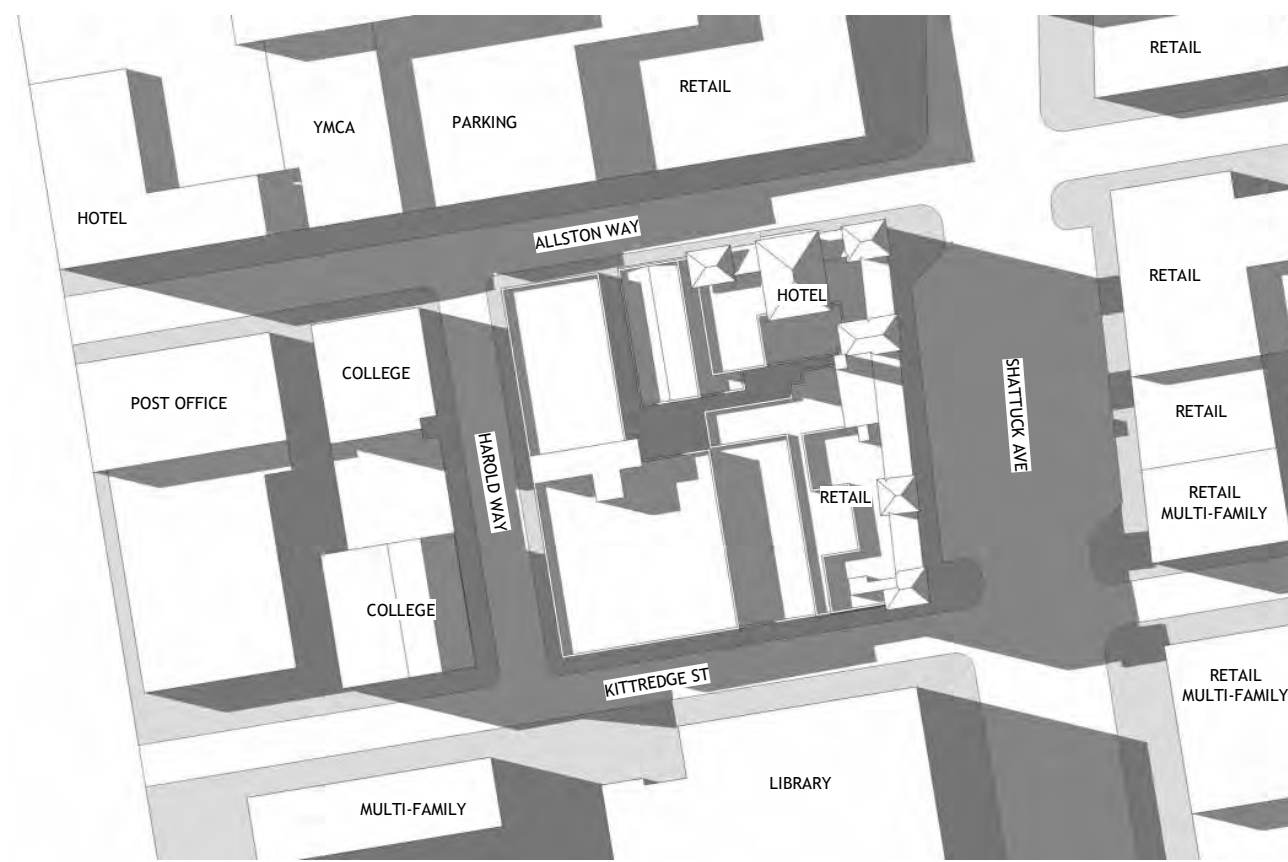 RETAIL
RETAIL
PARKING
YMCA
HOTEL
ALLSTON WAY
RETAIL
HOTEL
COLLEGE
POST OFFICE
SHATTUCK AVE
RETAIL
HAROLD WAY
RETAIL
RETAIL
MULTI-FAMILY
COLLEGE
KITTREDGE ST
RETAIL
MULTI-FAMILY
LIBRARY
MULTI-FAMILY